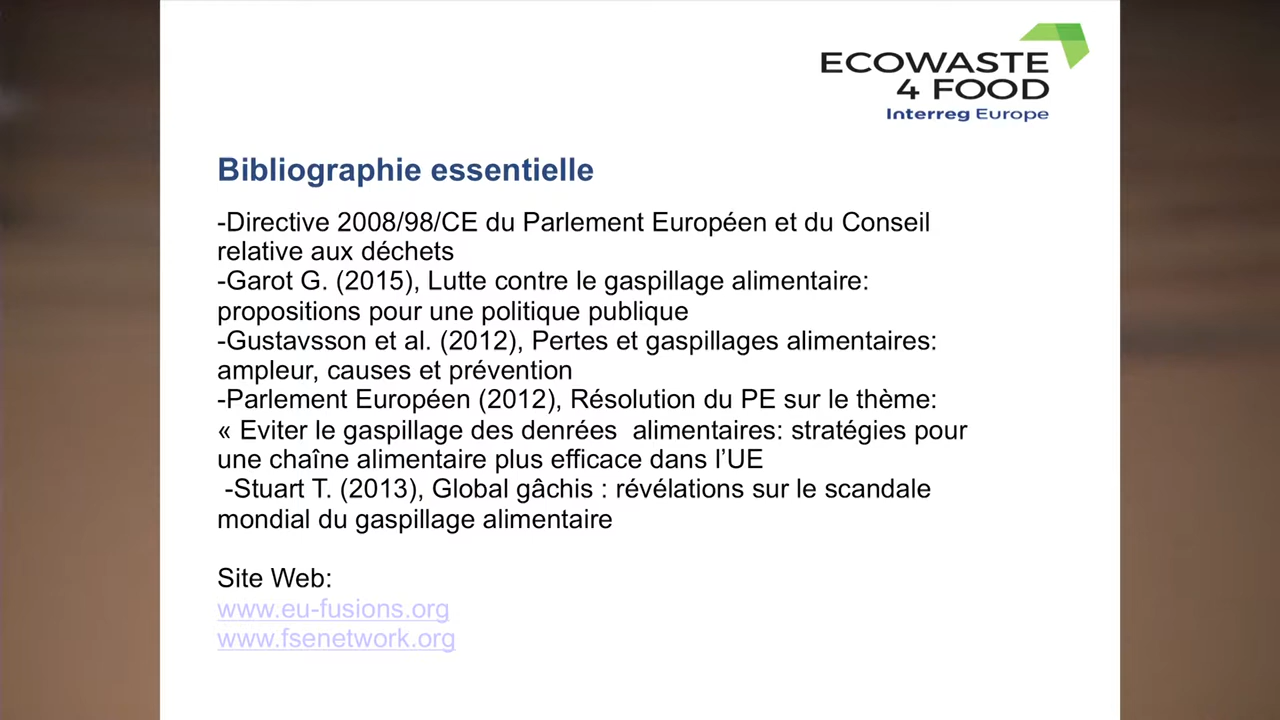 ECOWASTE
4 FOOD
Interreg Europe
Bibliographie essentielle
-Directive 2008/98/CE du Parlement Européen et du Conseil
relative aux déchets
-Garot G. (2015), Lutte contre le gaspillage alimentaire:
propositions pour une politique publique
-Gustavsson et al. (2012), Pertes et gaspillages alimentaires:
ampleur, causes et prévention
-Parlement Européen (2012), Résolution du PE sur le thème:
« Eviter le gaspillage des denrées  alimentaires: stratégies pour
une chaîne alimentaire plus efficace dans l’UE
-Stuart T. (2013), Global gâchis : révélations sur le scandale
mondial du gaspillage alimentaire
Site Web:
www.eu-fusions.org
www.fsenetwork.org